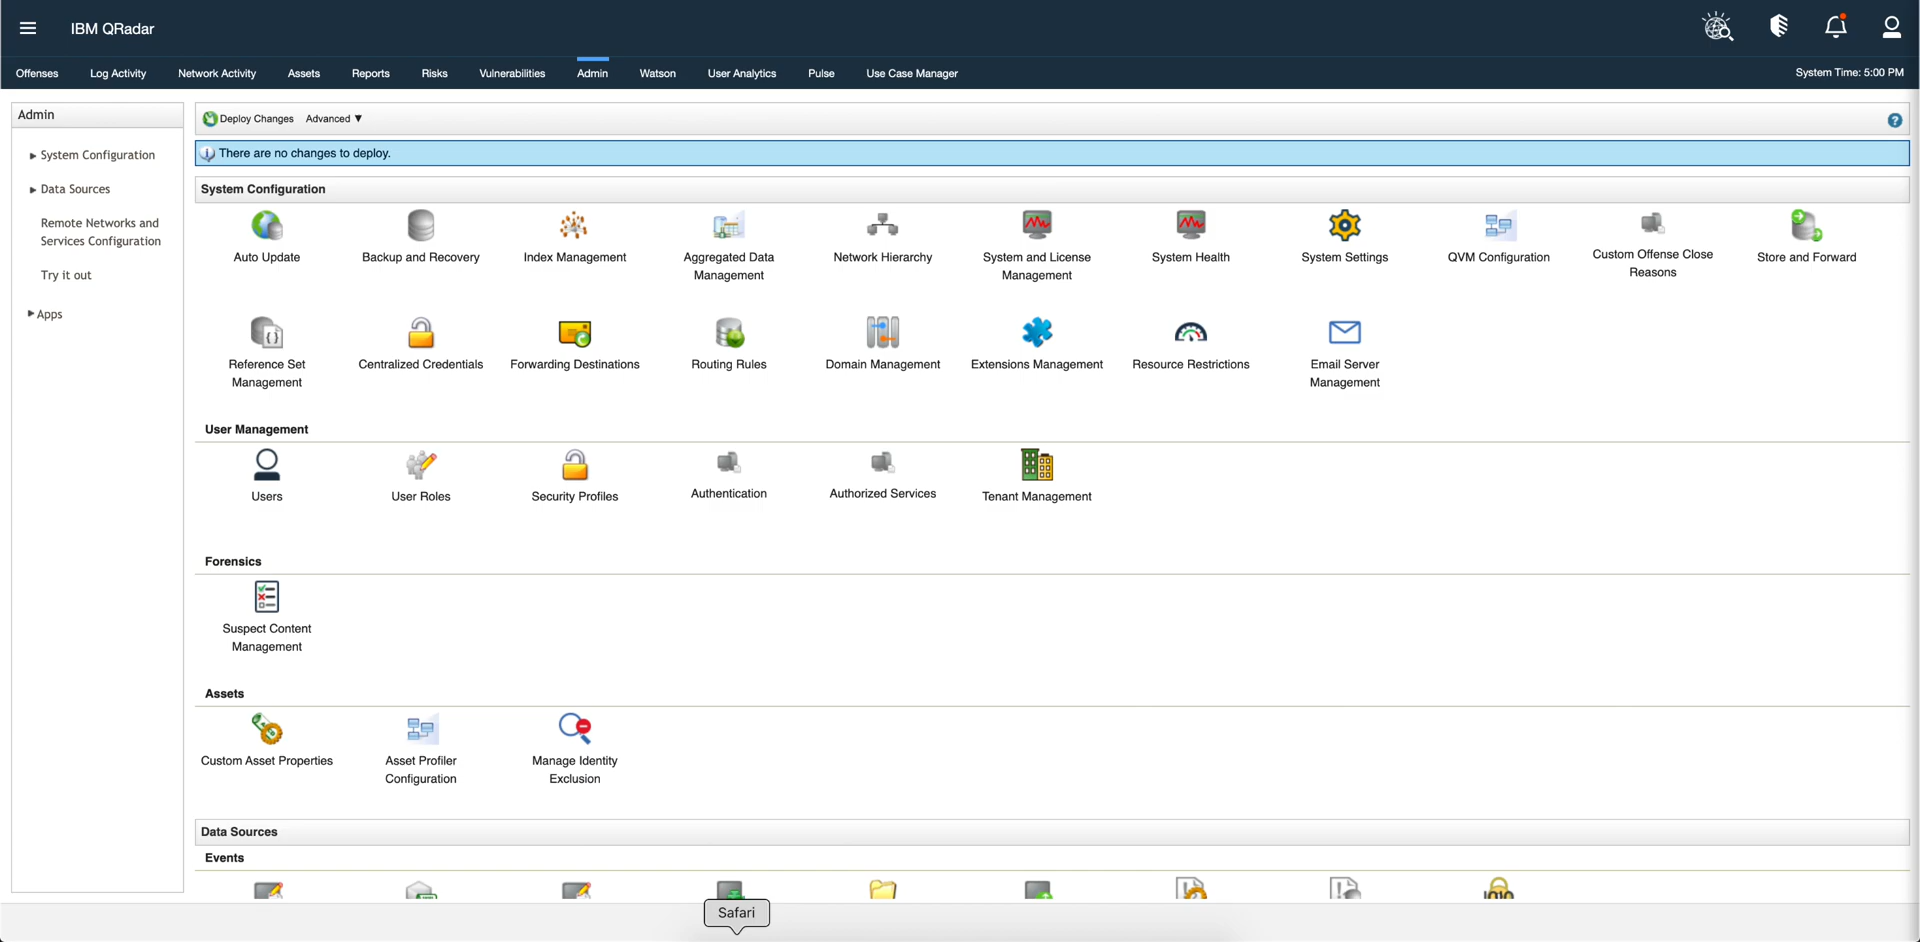 IBM QRadar
Offenses Log Activity Network Activity Assets Reports Risks Vulnerabilities Admin Watson User Analytics Pulse Use Case Manager System Time: 5:00 PM
Admin
System Configuration
Data Sources
Remote Networks and
Services Configuration
Try it out
Apps
Deploy Changes Advanced ▼
There are no changes to deploy.
System Configuration
Auto Update
Backup and Recovery
Index Management
Aggregated Data
Management
Network Hierarchy
System and License
Management
System Health
System Settings
QVM Configuration
Custom Offense Close
Reasons
Store and Forward
Reference Set
Management
Centralized Credentials
Forwarding Destinations
Routing Rules
Domain Management
Extensions Management
Resource Restrictions
Email Server
Management
User Management
Users
User Roles
Security Profiles
Authentication
Authorized Services
Tenant Management
Forensics
Suspect Content
Management
Assets
Custom Asset Properties
Asset Profiler
Configuration
Manage Identity
Exclusion
Data Sources
Events
Safari